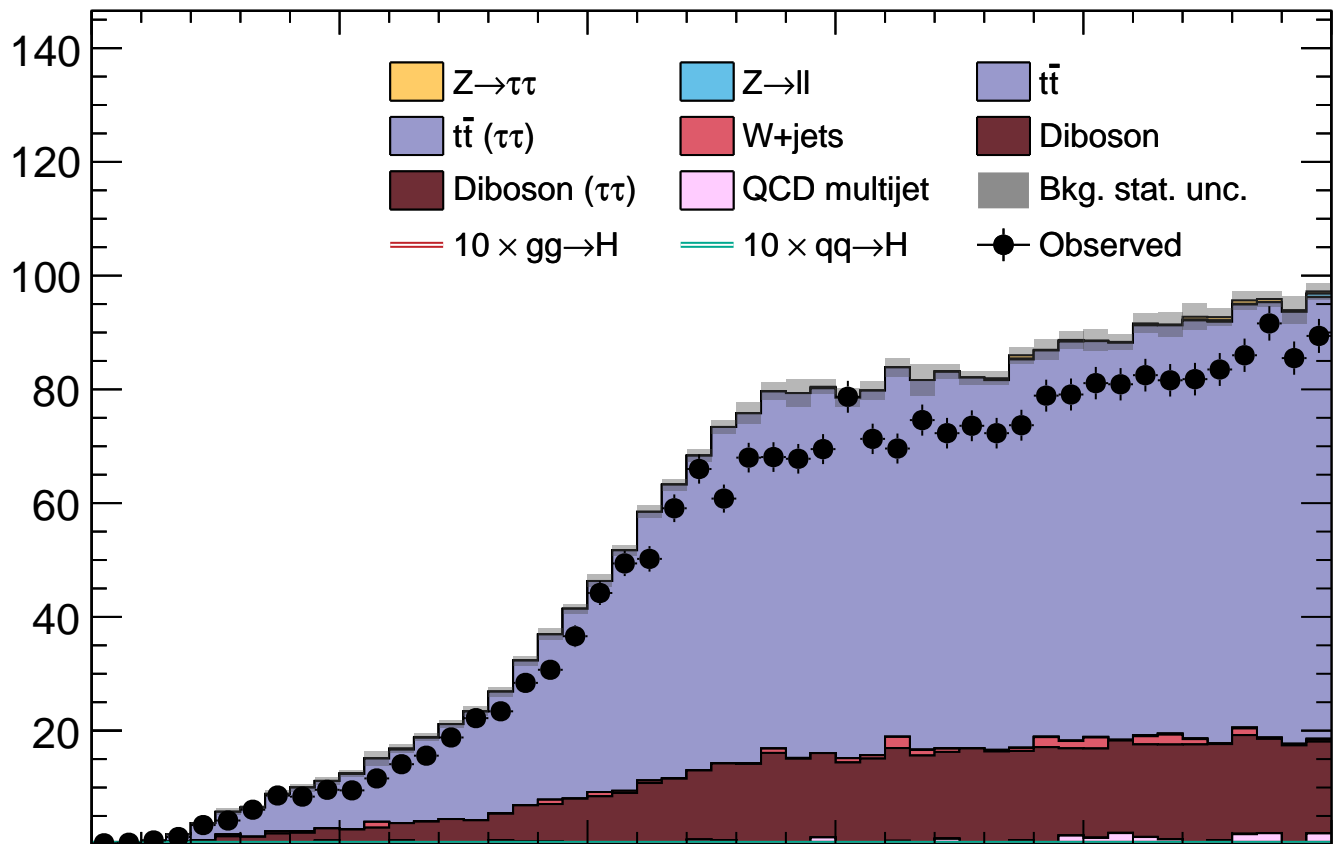 140
120
100
80
60
40
20
Z→ττ Z→ll tt̄
tt̄ (ττ) W+jets Diboson
Diboson (ττ) QCD multijet Bkg. stat. unc.
10 × gg→H 10 × qq→H Observed